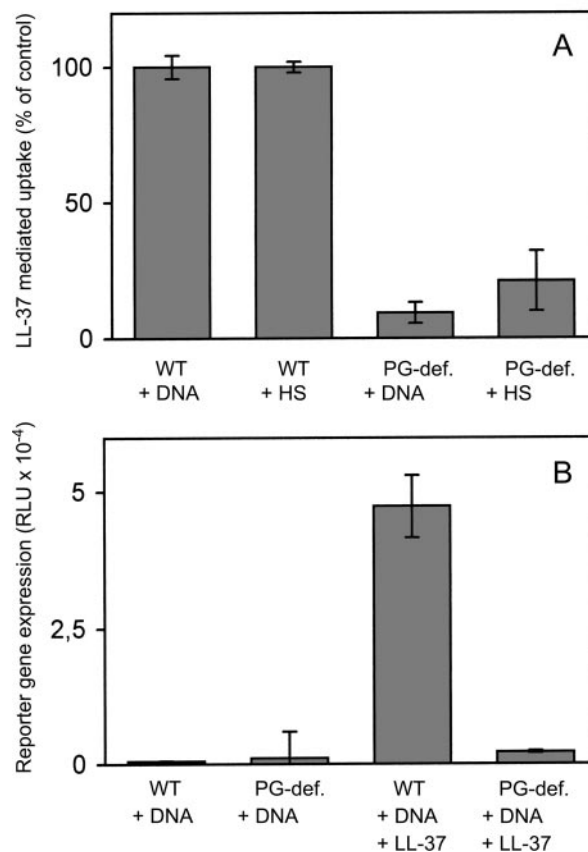 A
LL-37 mediated uptake (% of control)
100
50
0
WT WT PG-def. PG-def.
+ DNA + HS + DNA + HS
B
Reporter gene expression (RLU x 10-4)
5
2,5
0
WT PG-def. WT PG-def.
+ DNA + DNA + DNA + DNA
+ LL-37 + LL-37